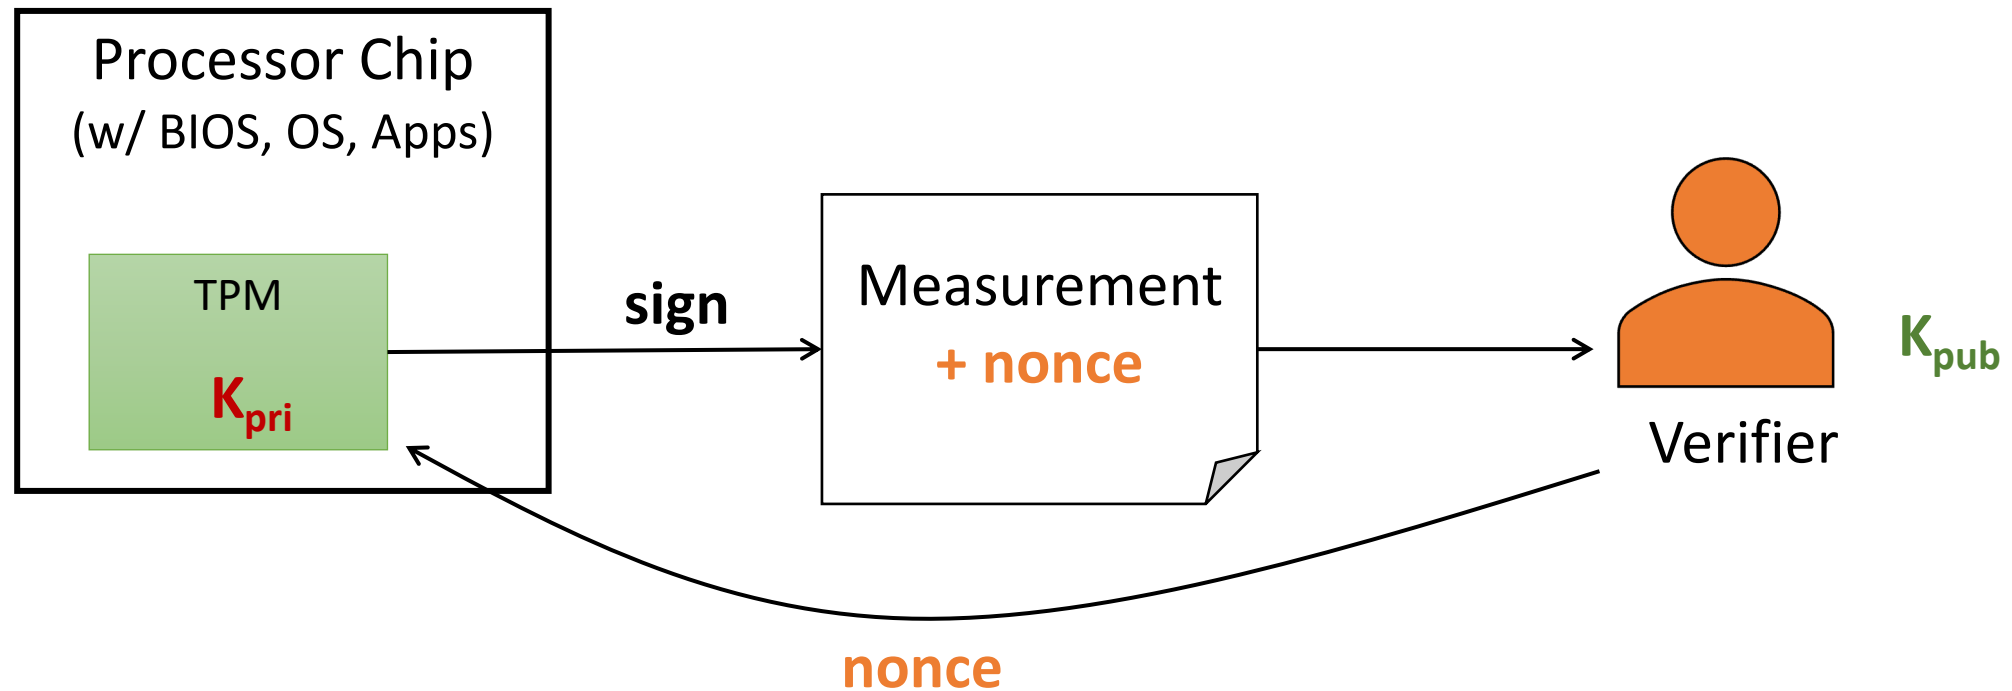 Processor Chip
(w/ BIOS, OS, Apps)
TPM
Kpri
sign
Measurement
+ nonce
Kpub
Verifier
nonce